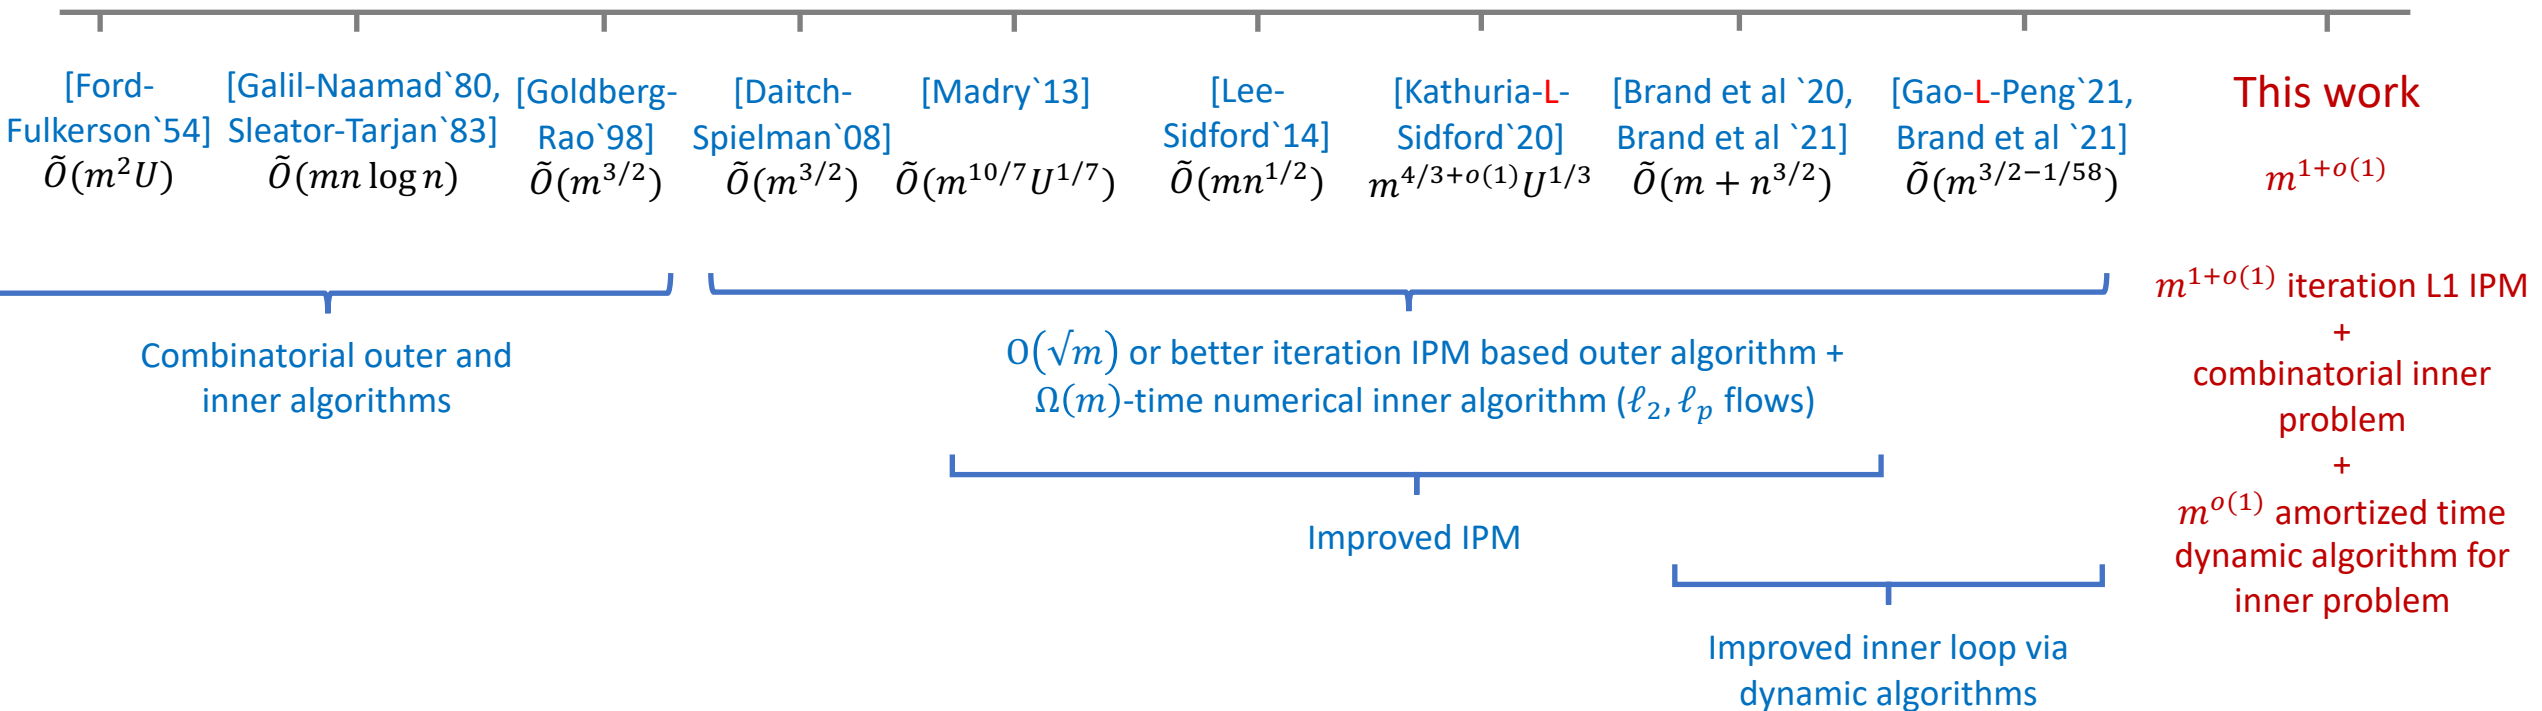 [Ford-
Fulkerson`54]
Õ(m²U)
[Galil-Naamad`80,
Sleator-Tarjan`83]
Õ(mn log n)
[Goldberg-
Rao`98]
Õ(m^{3/2})
[Daitch-
Spielman`08]
Õ(m^{3/2})
[Madry`13]
Õ(m^{10/7}U^{1/7})
[Lee-
Sidford`14]
Õ(mn^{1/2})
[Kathuria-L-
Sidford`20]
m^{4/3+o(1)}U^{1/3}
[Brand et al `20,
Brand et al `21]
Õ(m + n^{3/2})
[Gao-L-Peng`21,
Brand et al `21]
Õ(m^{3/2−1/58})
This work
m^{1+o(1)}
Combinatorial outer and
inner algorithms
O(√m) or better iteration IPM based outer algorithm +
Ω(m)-time numerical inner algorithm (ℓ₂, ℓₚ flows)
Improved IPM
Improved inner loop via
dynamic algorithms
m^{1+o(1)} iteration L1 IPM
+
combinatorial inner
problem
+
m^{o(1)} amortized time
dynamic algorithm for
inner problem